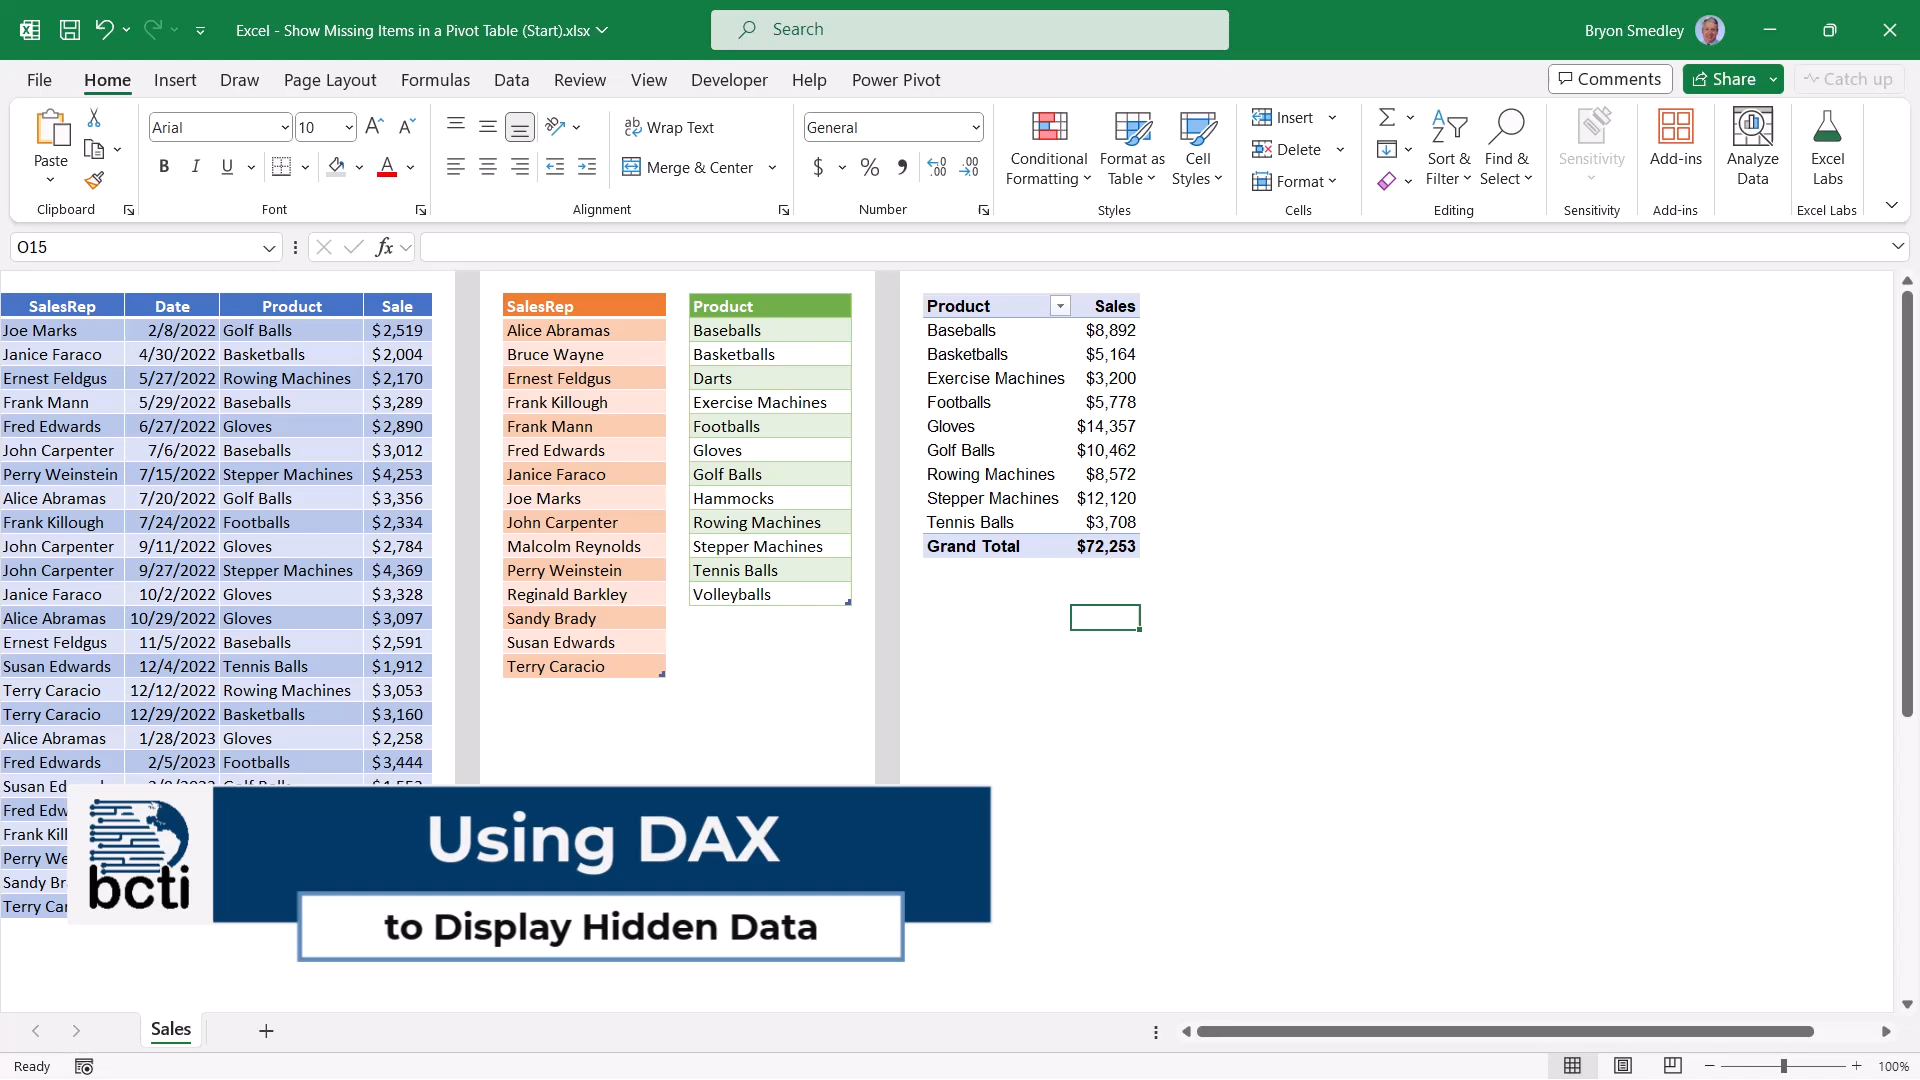 Excel - Show Missing Items in a Pivot Table (Start).xlsx
Search
Bryon Smedley
File Home Insert Draw Page Layout Formulas Data Review View Developer Help Power Pivot
Comments Share Catch up
Paste
Clipboard
Arial 10
B I U A
Font
Wrap Text
Merge & Center
Alignment
General
$ % 9
Number
Conditional Formatting
Format as Table
Cell Styles
Styles
Insert
Delete
Format
Cells
Sort & Filter
Find & Select
Editing
Sensitivity
Sensitivity
Add-ins
Add-ins
Analyze Data
Excel Labs
Excel Labs
O15 fx
SalesRep Date Product Sale
Joe Marks 2/8/2022 Golf Balls $2,519
Janice Faraco 4/30/2022 Basketballs $2,004
Ernest Feldgus 5/27/2022 Rowing Machines $2,170
Frank Mann 5/29/2022 Baseballs $3,289
Fred Edwards 6/27/2022 Gloves $2,890
John Carpenter 7/6/2022 Baseballs $3,012
Perry Weinstein 7/15/2022 Stepper Machines $4,253
Alice Abramas 7/20/2022 Golf Balls $3,356
Frank Killough 7/24/2022 Footballs $2,334
John Carpenter 9/11/2022 Gloves $2,784
John Carpenter 9/27/2022 Stepper Machines $4,369
Janice Faraco 10/2/2022 Gloves $3,328
Alice Abramas 10/29/2022 Gloves $3,097
Ernest Feldgus 11/5/2022 Baseballs $2,591
Susan Edwards 12/4/2022 Tennis Balls $1,912
Terry Caracio 12/12/2022 Rowing Machines $3,053
Terry Caracio 12/29/2022 Basketballs $3,160
Alice Abramas 1/28/2023 Gloves $2,258
Fred Edwards 2/5/2023 Footballs $3,444
Susan Ed
Fred Edw
Frank Kill
Perry We
Sandy Br
Terry Car
SalesRep
Alice Abramas
Bruce Wayne
Ernest Feldgus
Frank Killough
Frank Mann
Fred Edwards
Janice Faraco
Joe Marks
John Carpenter
Malcolm Reynolds
Perry Weinstein
Reginald Barkley
Sandy Brady
Susan Edwards
Terry Caracio
Product
Baseballs
Basketballs
Darts
Exercise Machines
Footballs
Gloves
Golf Balls
Hammocks
Rowing Machines
Stepper Machines
Tennis Balls
Volleyballs
Product Sales
Baseballs $8,892
Basketballs $5,164
Exercise Machines $3,200
Footballs $5,778
Gloves $14,357
Golf Balls $10,462
Rowing Machines $8,572
Stepper Machines $12,120
Tennis Balls $3,708
Grand Total $72,253
bcti
Using DAX
to Display Hidden Data
Sales
Ready
100%